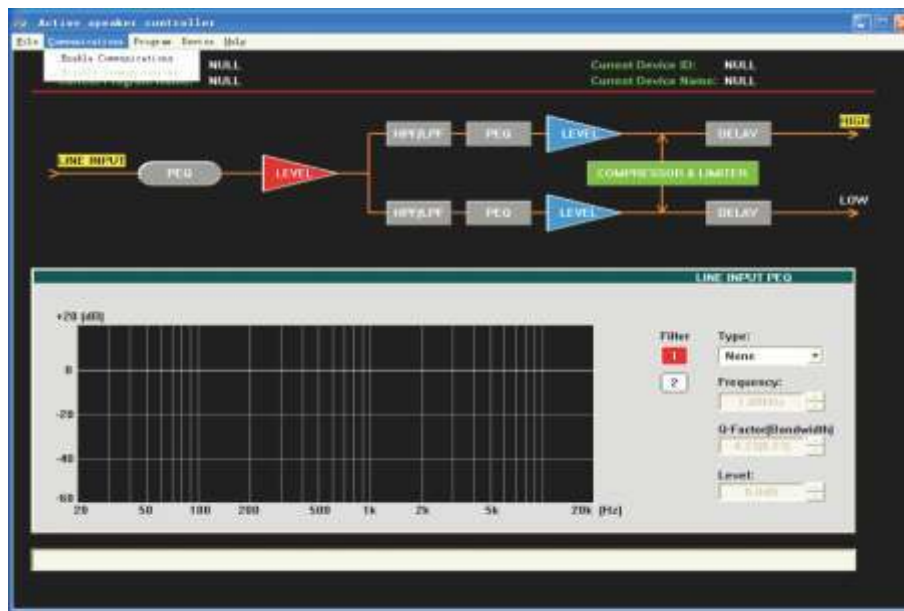 Active speaker controller
File Communications Program Device Help
Enable Communications
NULL
Current Device ID: NULL
NULL
Current Device Name: NULL
HIGH
HPF/LPF PEQ LEVEL DELAY
LINE INPUT
PEQ LEVEL COMPRESSOR & LIMITER
LOW
HPF/LPF PEQ LEVEL DELAY
LINE INPUT PEQ
+20 (dB)
0
-20
-40
-60
20 50 100 200 500 1k 2k 5k 20k (Hz)
Filter
1
2
Type:
None
Frequency:
Q-Factor(Bandwidth)
Level: